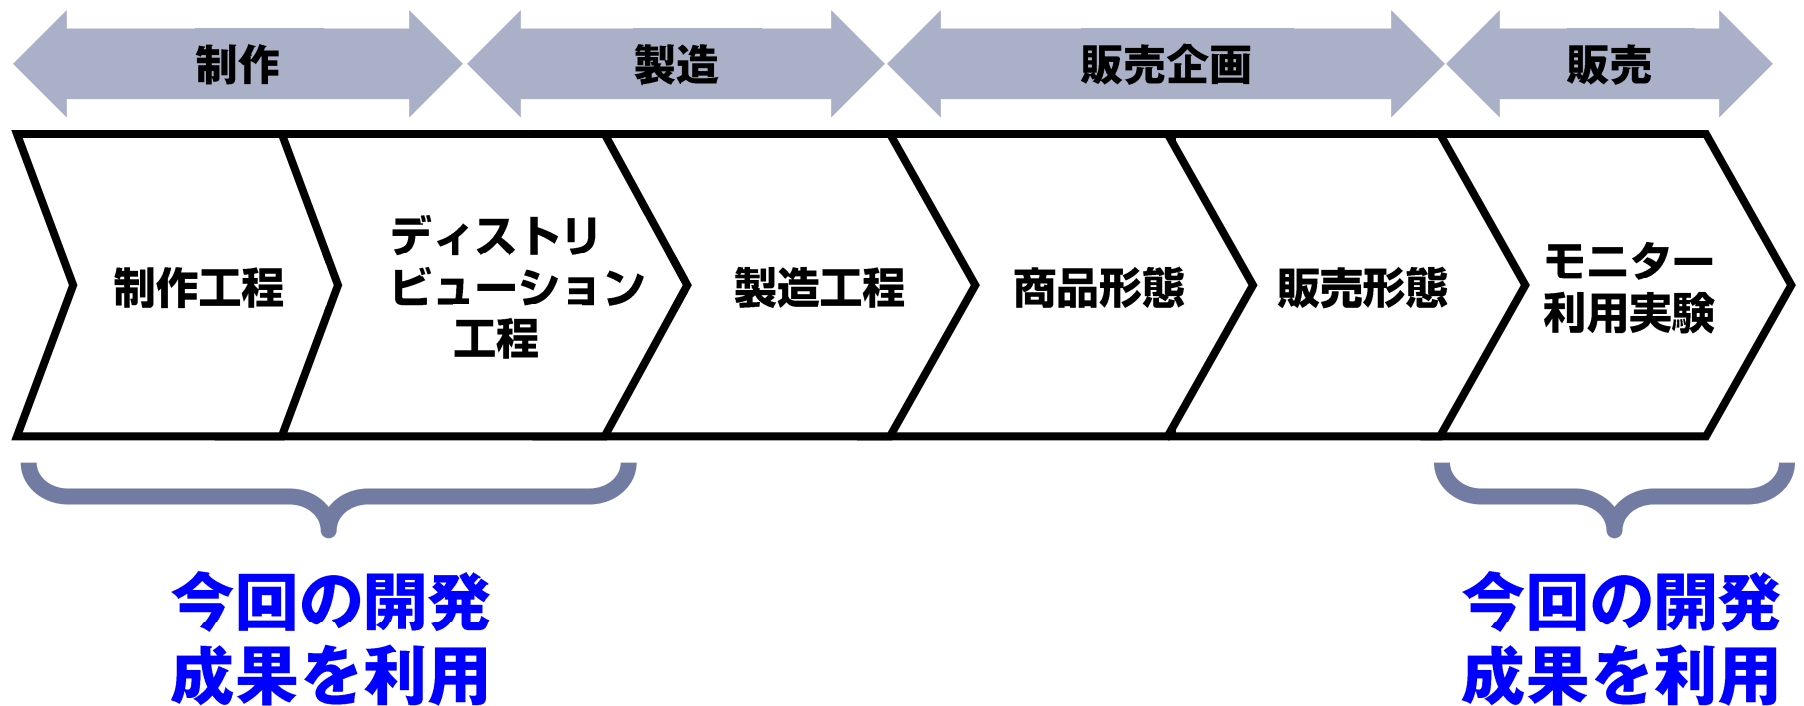 制作
製造
販売企画
販売
制作工程
ディストリ
ビューション
工程
製造工程
商品形態
販売形態
モニター
利用実験
今回の開発
成果を利用
今回の開発
成果を利用